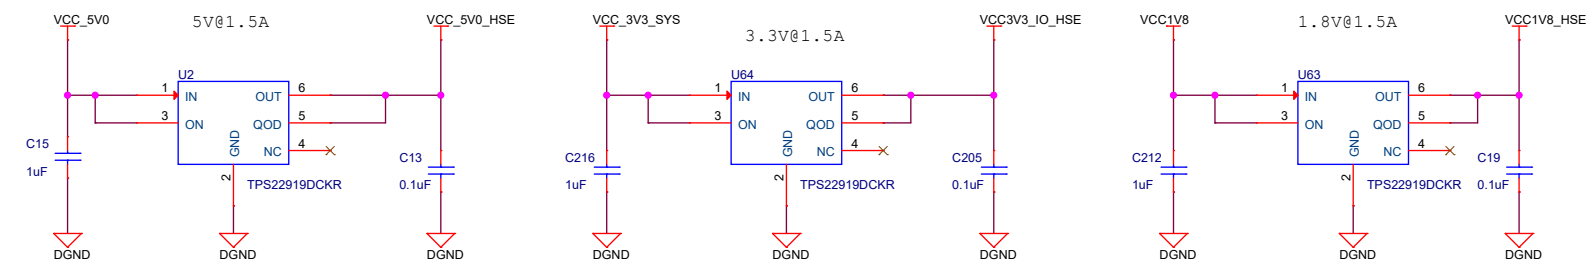 VCC_5V0
5V@1.5A
VCC_5V0_HSE
U2
1
IN
OUT
6
3
ON
QOD
5
GND
NC
4
2
TPS22919DCKR
C15
1uF
C13
0.1uF
DGND
DGND
DGND
VCC_3V3_SYS
3.3V@1.5A
VCC3V3_IO_HSE
U64
1
IN
OUT
6
3
ON
QOD
5
GND
NC
4
2
TPS22919DCKR
C216
1uF
C205
0.1uF
DGND
DGND
DGND
VCC1V8
1.8V@1.5A
VCC1V8_HSE
U63
1
IN
OUT
6
3
ON
QOD
5
GND
NC
4
2
TPS22919DCKR
C212
1uF
C19
0.1uF
DGND
DGND
DGND